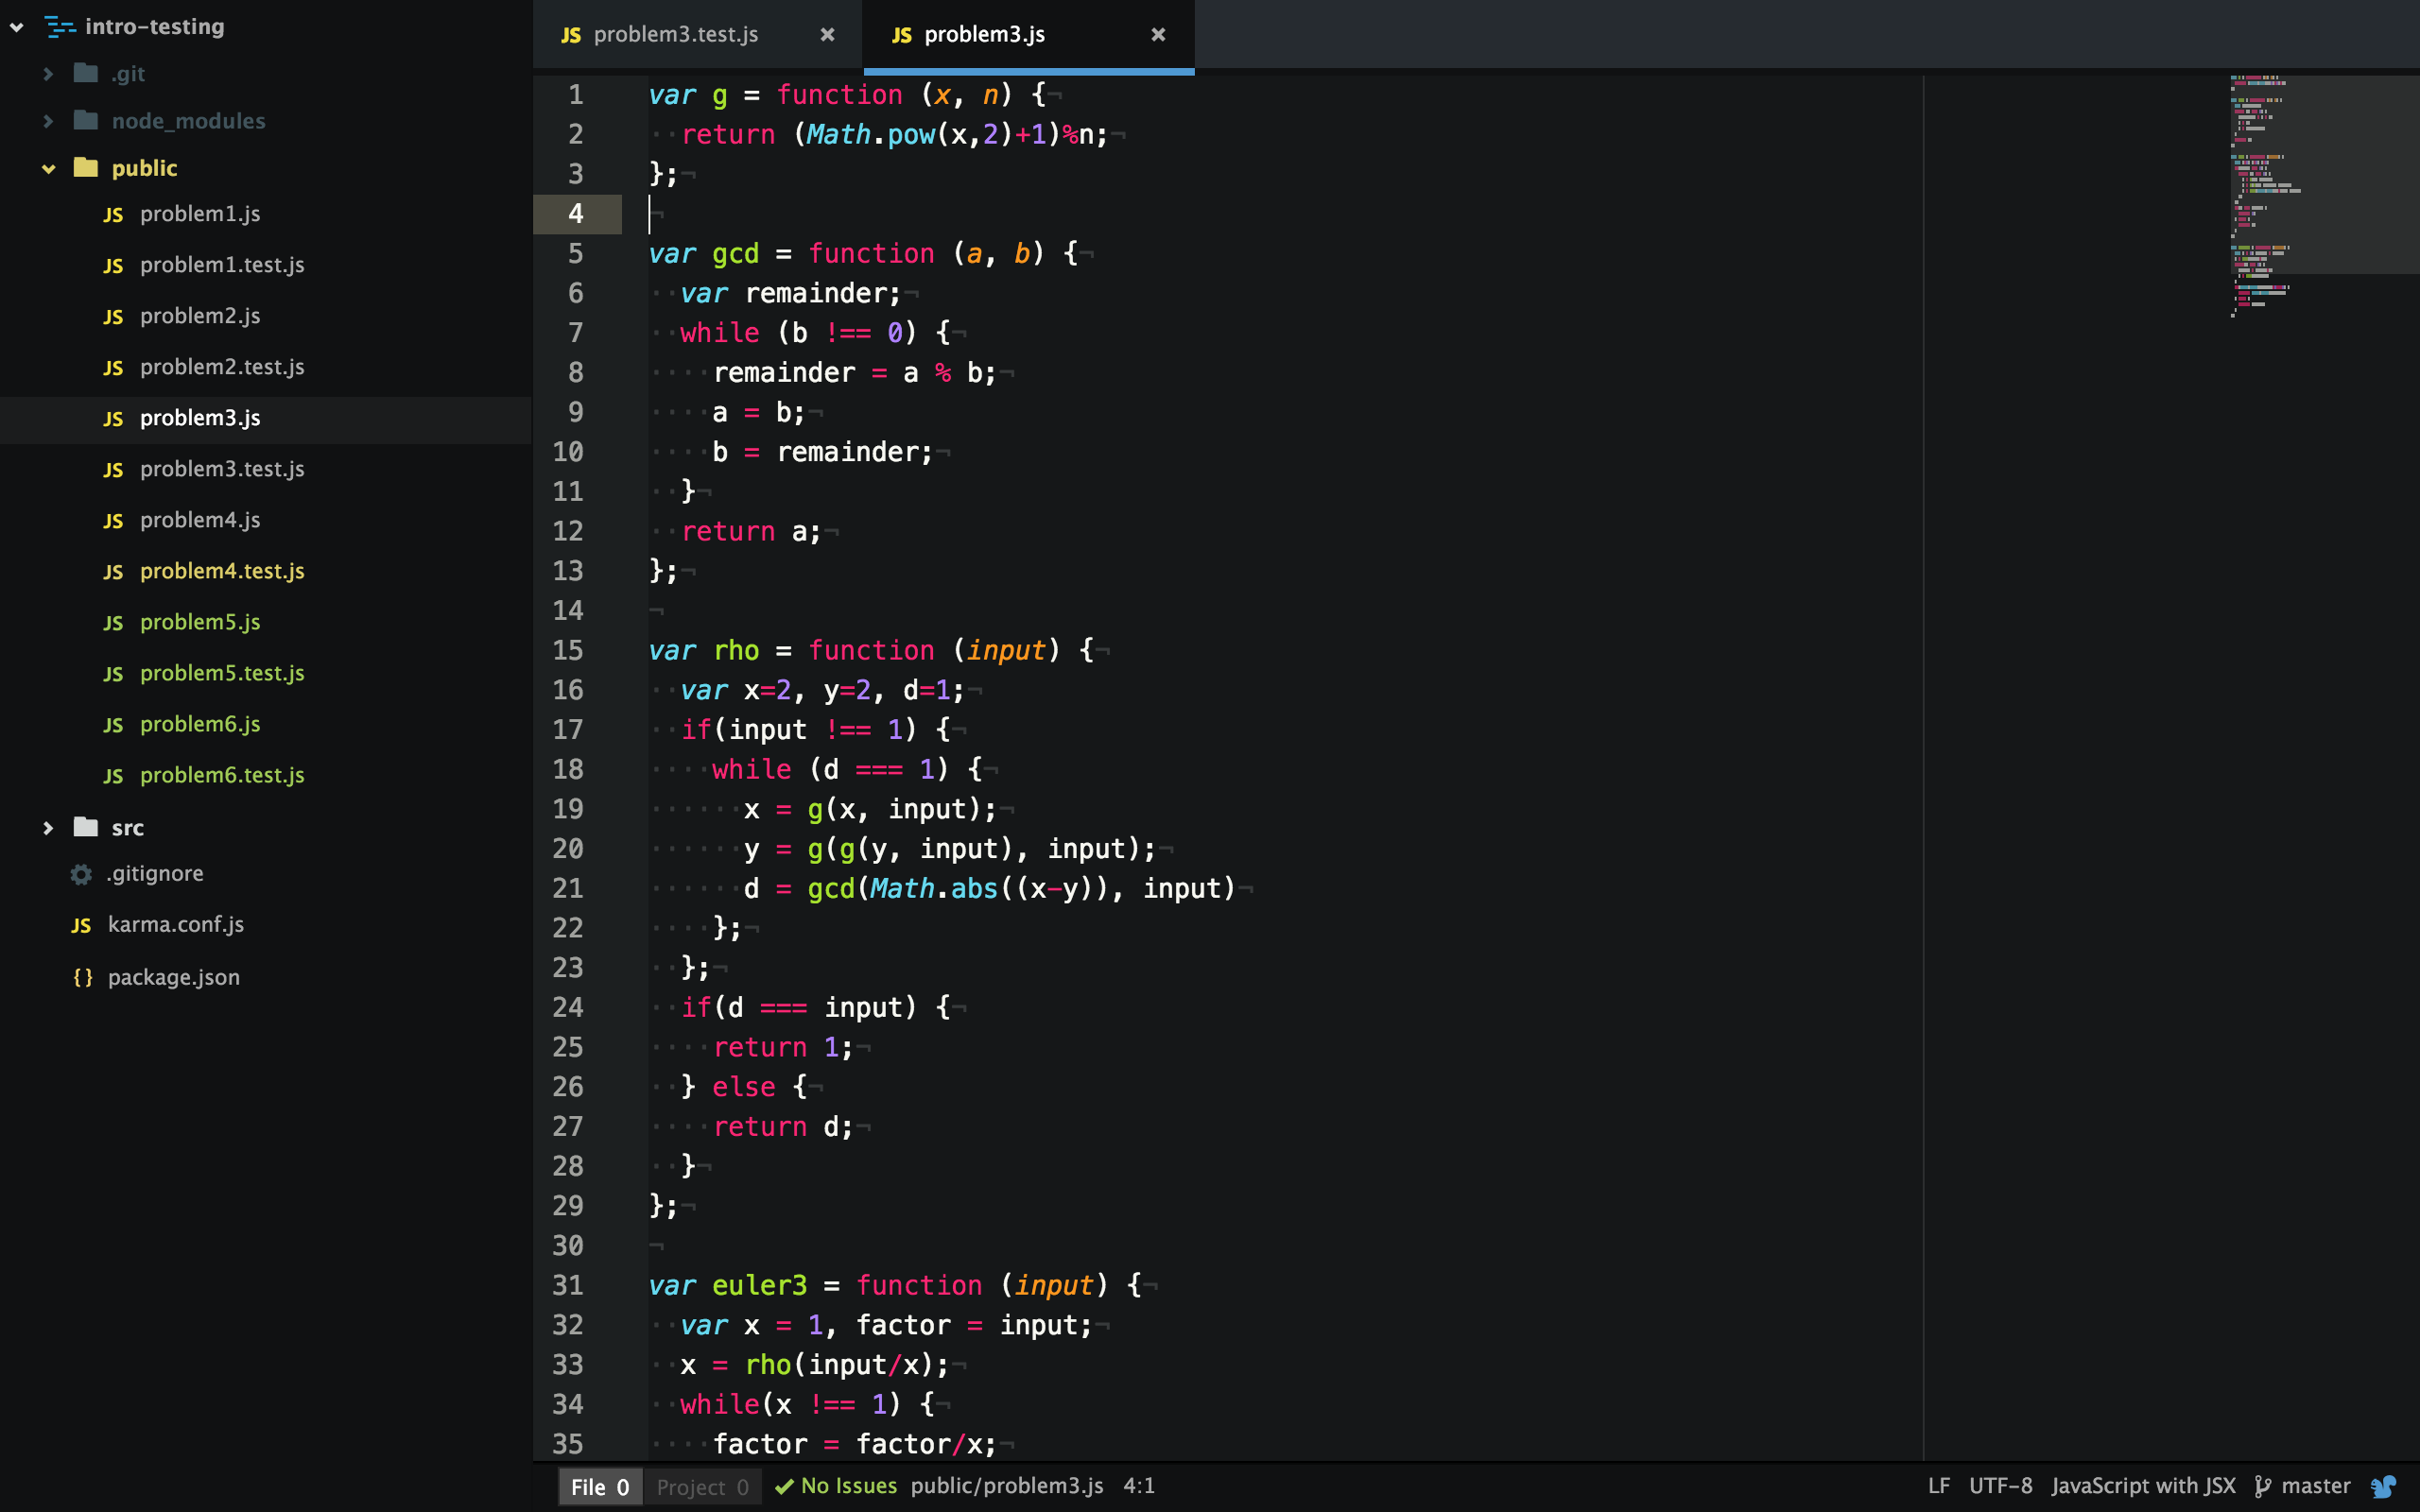 intro-testing
.git
node_modules
public
JS problem1.js
JS problem1.test.js
JS problem2.js
JS problem2.test.js
JS problem3.js
JS problem3.test.js
JS problem4.js
JS problem4.test.js
JS problem5.js
JS problem5.test.js
JS problem6.js
JS problem6.test.js
src
.gitignore
JS karma.conf.js
{} package.json
JS problem3.test.js × JS problem3.js ×
1 var g = function (x, n) {¬
2 ··return (Math.pow(x,2)+1)%n;¬
3 };¬
4 ¬
5 var gcd = function (a, b) {¬
6 ··var remainder;¬
7 ··while (b !== 0) {¬
8 ····remainder = a % b;¬
9 ····a = b;¬
10 ····b = remainder;¬
11 ··}¬
12 ··return a;¬
13 };¬
14 ¬
15 var rho = function (input) {¬
16 ··var x=2, y=2, d=1;¬
17 ··if(input !== 1) {¬
18 ····while (d === 1) {¬
19 ······x = g(x, input);¬
20 ······y = g(g(y, input), input);¬
21 ······d = gcd(Math.abs((x-y)), input)¬
22 ····};¬
23 ··};¬
24 ··if(d === input) {¬
25 ····return 1;¬
26 ··} else {¬
27 ····return d;¬
28 ··}¬
29 };¬
30 ¬
31 var euler3 = function (input) {¬
32 ··var x = 1, factor = input;¬
33 ··x = rho(input/x);¬
34 ··while(x !== 1) {¬
35 ····factor = factor/x;¬
File 0 Project 0 No Issues public/problem3.js 4:1 LF UTF-8 JavaScript with JSX master